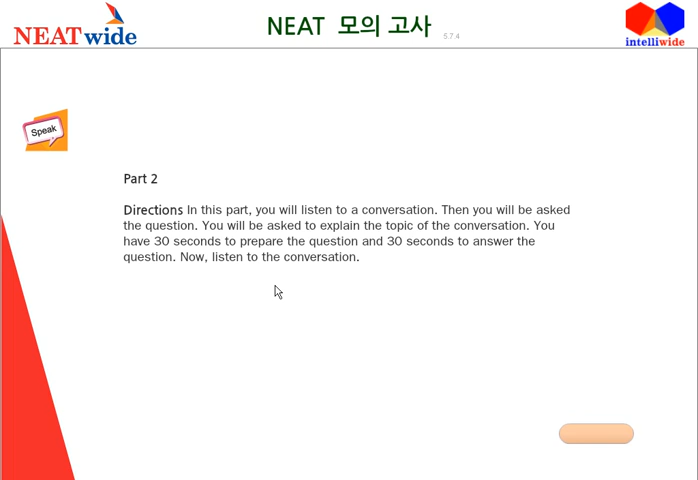 NEATwide
NEAT 모의 고사
5.7.4
intelliwide
Speak
Part 2
Directions In this part, you will listen to a conversation. Then you will be asked
the question. You will be asked to explain the topic of the conversation. You
have 30 seconds to prepare the question and 30 seconds to answer the
question. Now, listen to the conversation.